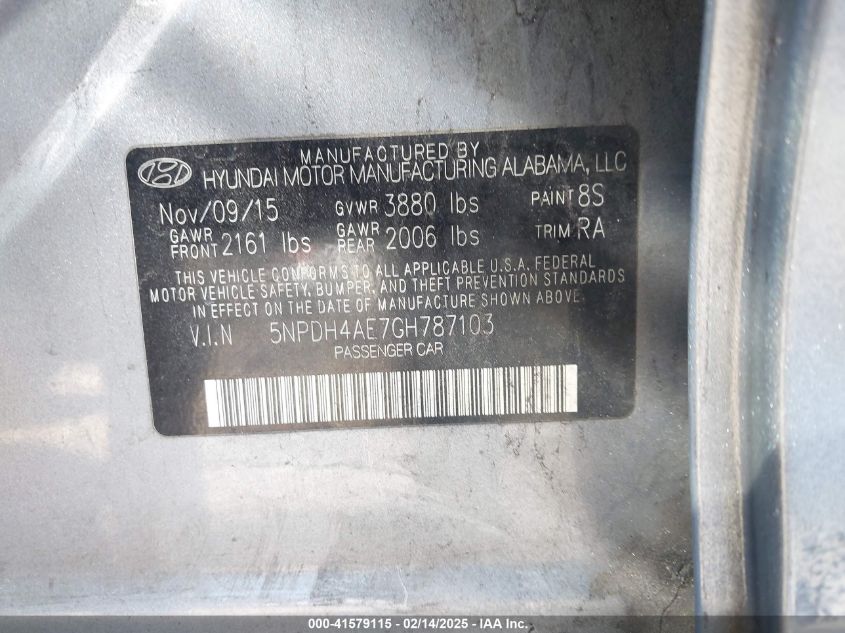 MANUFACTURED BY
HYUNDAI MOTOR MANUFACTURING ALABAMA, LLC
Nov/09/15 GVWR 3880 lbs PAINT 8S
GAWR FRONT 2161 lbs GAWR REAR 2006 lbs TRIM RA
THIS VEHICLE CONFORMS TO ALL APPLICABLE U.S.A. FEDERAL
MOTOR VEHICLE SAFETY, BUMPER, AND THEFT PREVENTION STANDARDS
IN EFFECT ON THE DATE OF MANUFACTURE SHOWN ABOVE.
V.I.N 5NPDH4AE7GH787103
PASSENGER CAR
000-41579115 - 02/14/2025 - IAA Inc.